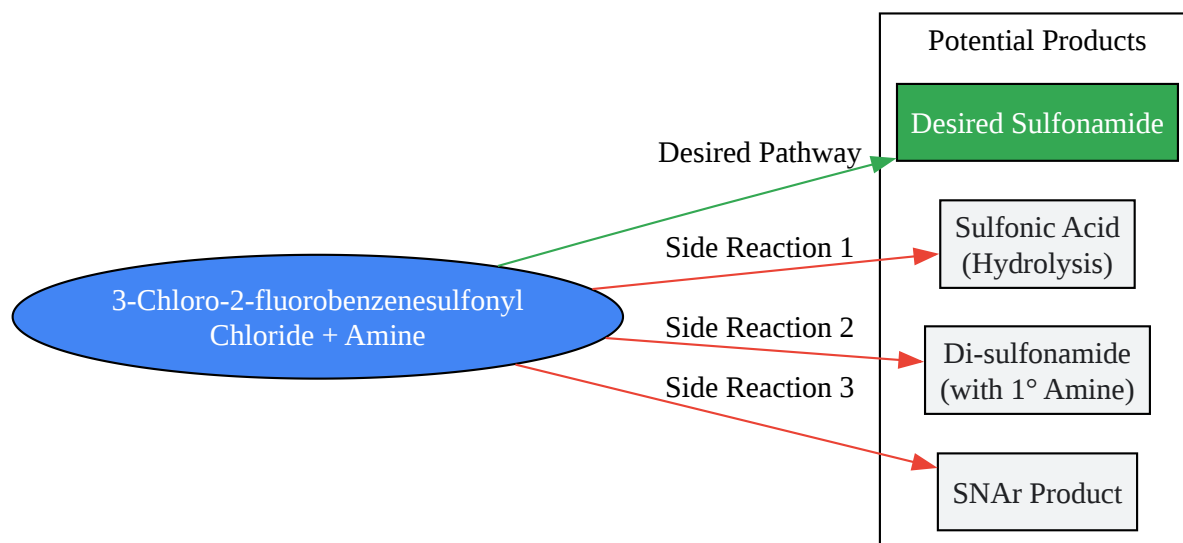 Potential Products
Desired Sulfonamide
Desired Pathway
Side Reaction 1
Sulfonic Acid
(Hydrolysis)
3-Chloro-2-fluorobenzenesulfonyl
Chloride + Amine
Side Reaction 2
Di-sulfonamide
(with 1° Amine)
Side Reaction 3
SNAr Product